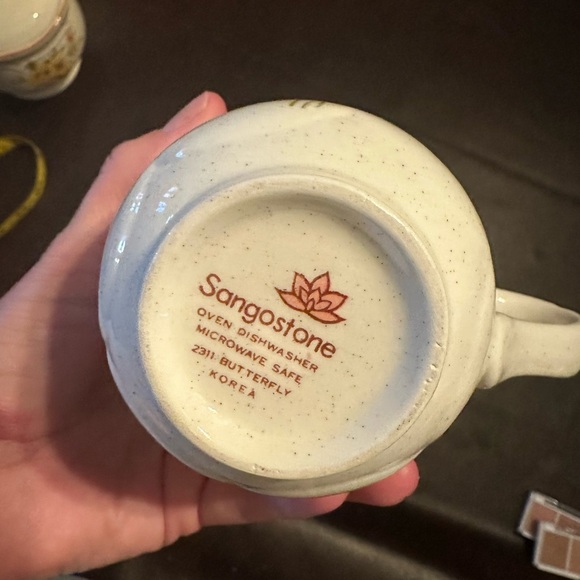 Sangostone
OVEN DISHWASHER
MICROWAVE SAFE
2311 BUTTERFLY
KOREA